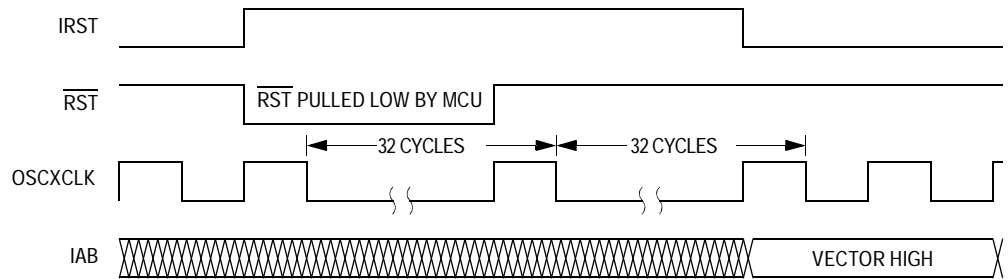 IRST
RST
RST PULLED LOW BY MCU
32 CYCLES
32 CYCLES
OSCXCLK
IAB
VECTOR HIGH